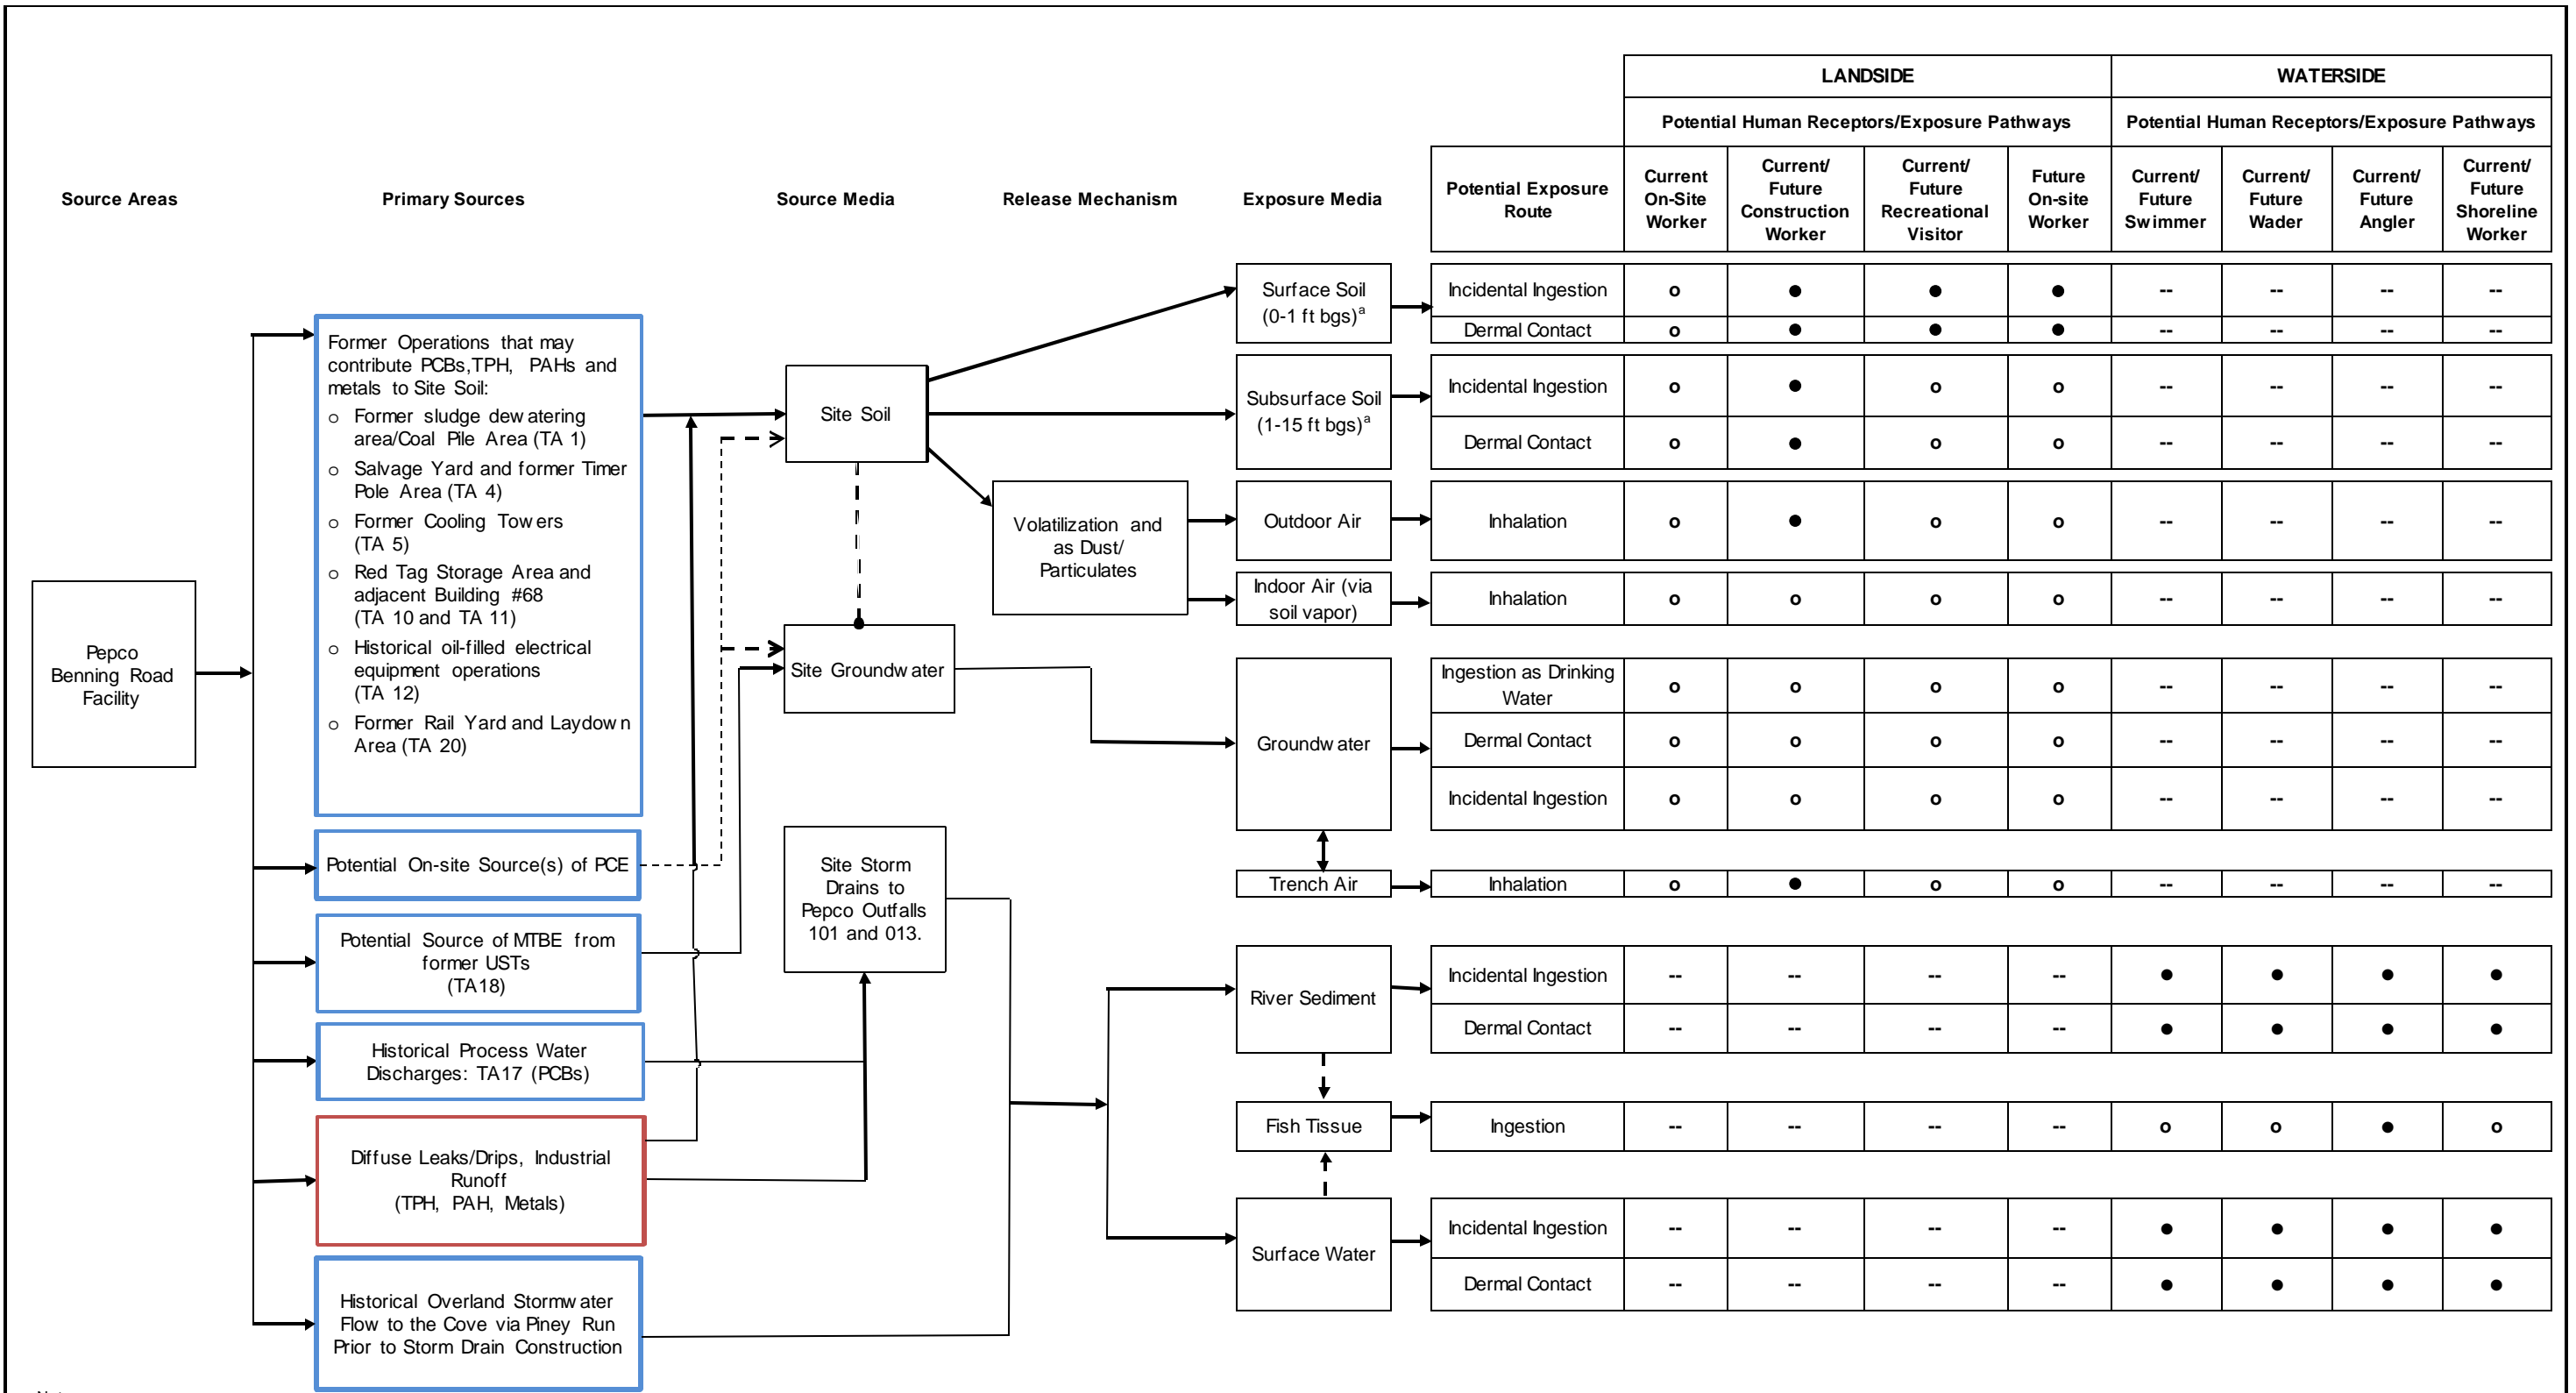 LANDSIDE WATERSIDE
Potential Human Receptors/Exposure Pathways Potential Human Receptors/Exposure Pathways
Source Areas
Primary Sources
Source Media
Release Mechanism
Exposure Media
Potential Exposure
Route
Current
On-Site
Worker
Current/
Future
Construction
Worker
Current/
Future
Recreational
Visitor
Future
On-site
Worker
Current/
Future
Swimmer
Current/
Future
Wader
Current/
Future
Angler
Current/
Future
Shoreline
Worker
Pepco
Benning Road
Facility
Former Operations that may
contribute PCBs,TPH, PAHs and
metals to Site Soil:
o Former sludge dewatering
area/Coal Pile Area (TA 1)
o Salvage Yard and former Timer
Pole Area (TA 4)
o Former Cooling Towers
(TA 5)
o Red Tag Storage Area and
adjacent Building #68
(TA 10 and TA 11)
o Historical oil-filled electrical
equipment operations
(TA 12)
o Former Rail Yard and Laydown
Area (TA 20)
Potential On-site Source(s) of PCE
Potential Source of MTBE from
former USTs
(TA18)
Historical Process Water
Discharges: TA17 (PCBs)
Diffuse Leaks/Drips, Industrial
Runoff
(TPH, PAH, Metals)
Historical Overland Stormwater
Flow to the Cove via Piney Run
Prior to Storm Drain Construction
Site Soil
Site Groundwater
Site Storm
Drains to
Pepco Outfalls
101 and 013.
Volatilization and
as Dust/
Particulates
Surface Soil
(0-1 ft bgs)a
Incidental Ingestion o ● ● ● -- -- -- --
Dermal Contact o ● ● ● -- -- -- --
Subsurface Soil
(1-15 ft bgs)a
Incidental Ingestion o ● o o -- -- -- --
Dermal Contact o ● o o -- -- -- --
Outdoor Air
Inhalation o ● o o -- -- -- --
Indoor Air (via
soil vapor)
Inhalation o o o o -- -- -- --
Groundwater
Ingestion as Drinking
Water o o o o -- -- -- --
Dermal Contact o o o o -- -- -- --
Incidental Ingestion o o o o -- -- -- --
Trench Air
Inhalation o ● o o -- -- -- --
River Sediment
Incidental Ingestion -- -- -- -- ● ● ● ●
Dermal Contact -- -- -- -- ● ● ● ●
Fish Tissue
Ingestion -- -- -- -- o o ● o
Surface Water
Incidental Ingestion -- -- -- -- ● ● ● ●
Dermal Contact -- -- -- -- ● ● ● ●